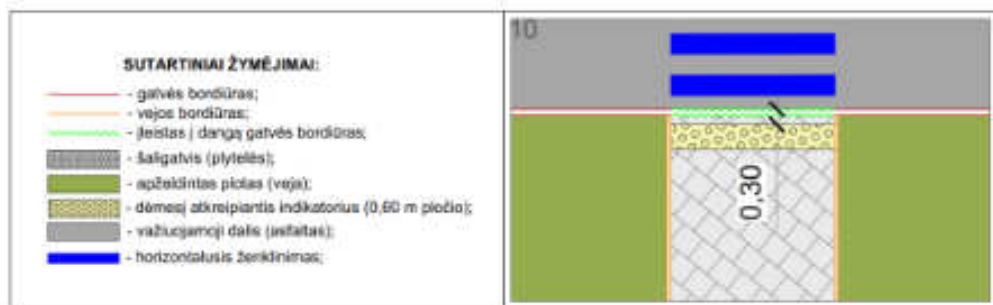 SUTARTINIAI ŽYMĖJIMAI:
- gatvės bordiūras;
- vejos bordiūras;
- įleistas į dangą gatvės bordiūras;
- šaligatvis (plytelės);
- apželdintas plotas (veja);
- dėmesį atkreipiantis indikatorius (0,60 m pločio);
- važiuojamoji dalis (asfaltas);
- horizontalusis ženklinimas;
10
0,30